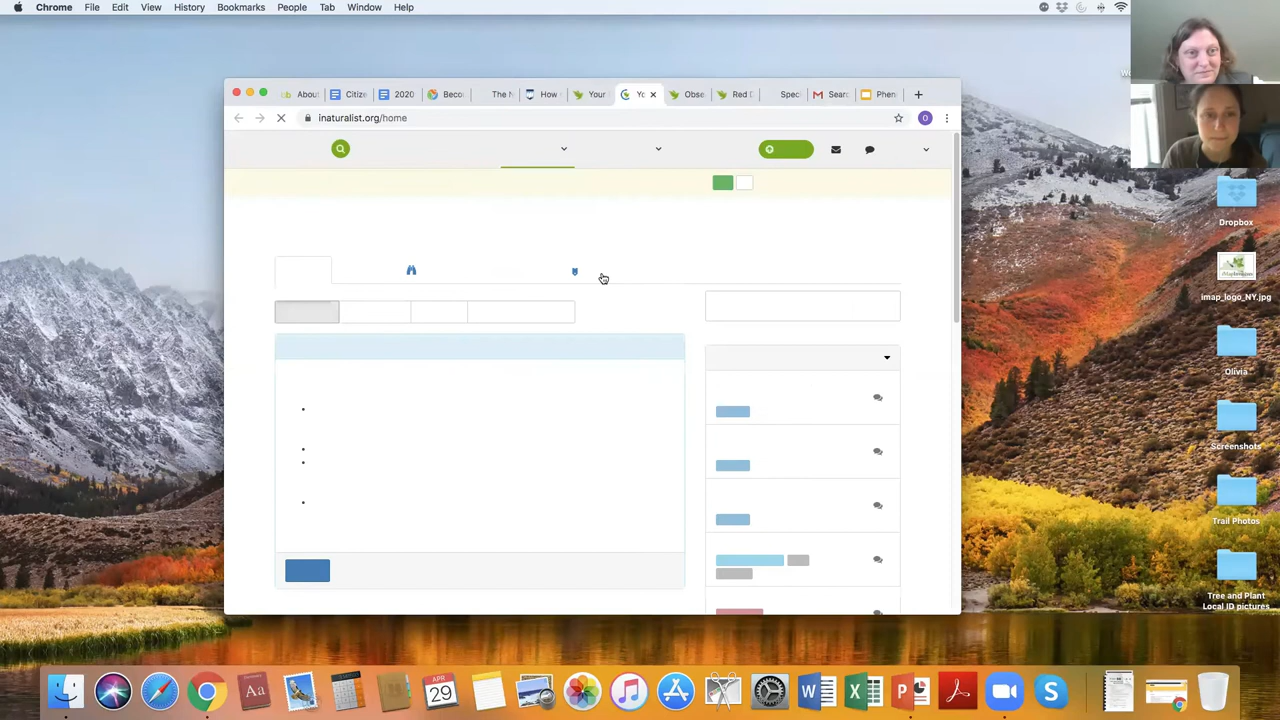 Chrome File Edit View History Bookmarks People Tab Window Help
About Citize 2020 Becor The N How Your Yo Obse Red D Speci Searc Phen
inaturalist.org/home
O
Dropbox
imap_logo_NY.jpg
Olivia
Screenshots
Trail Photos
Tree and Plant
Local ID pictures
APR
29
Aa